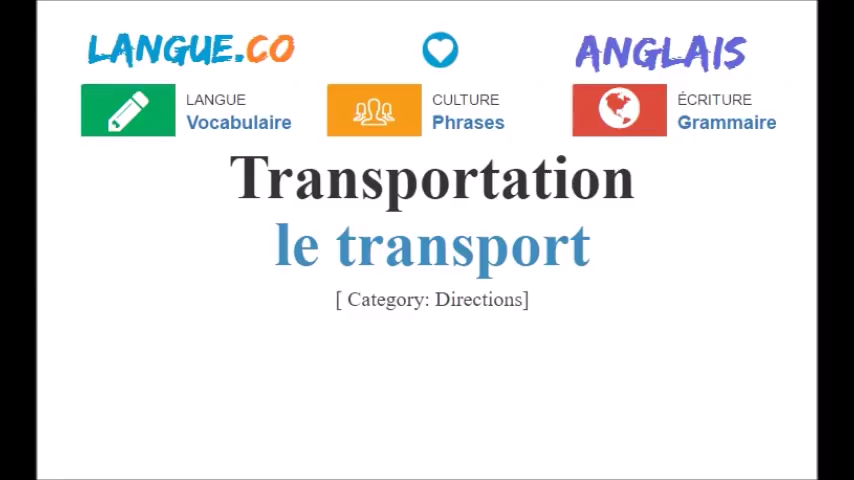 LANGUE.CO ANGLAIS
LANGUE CULTURE ÉCRITURE
Vocabulaire Phrases Grammaire
Transportation
le transport
[ Category: Directions]